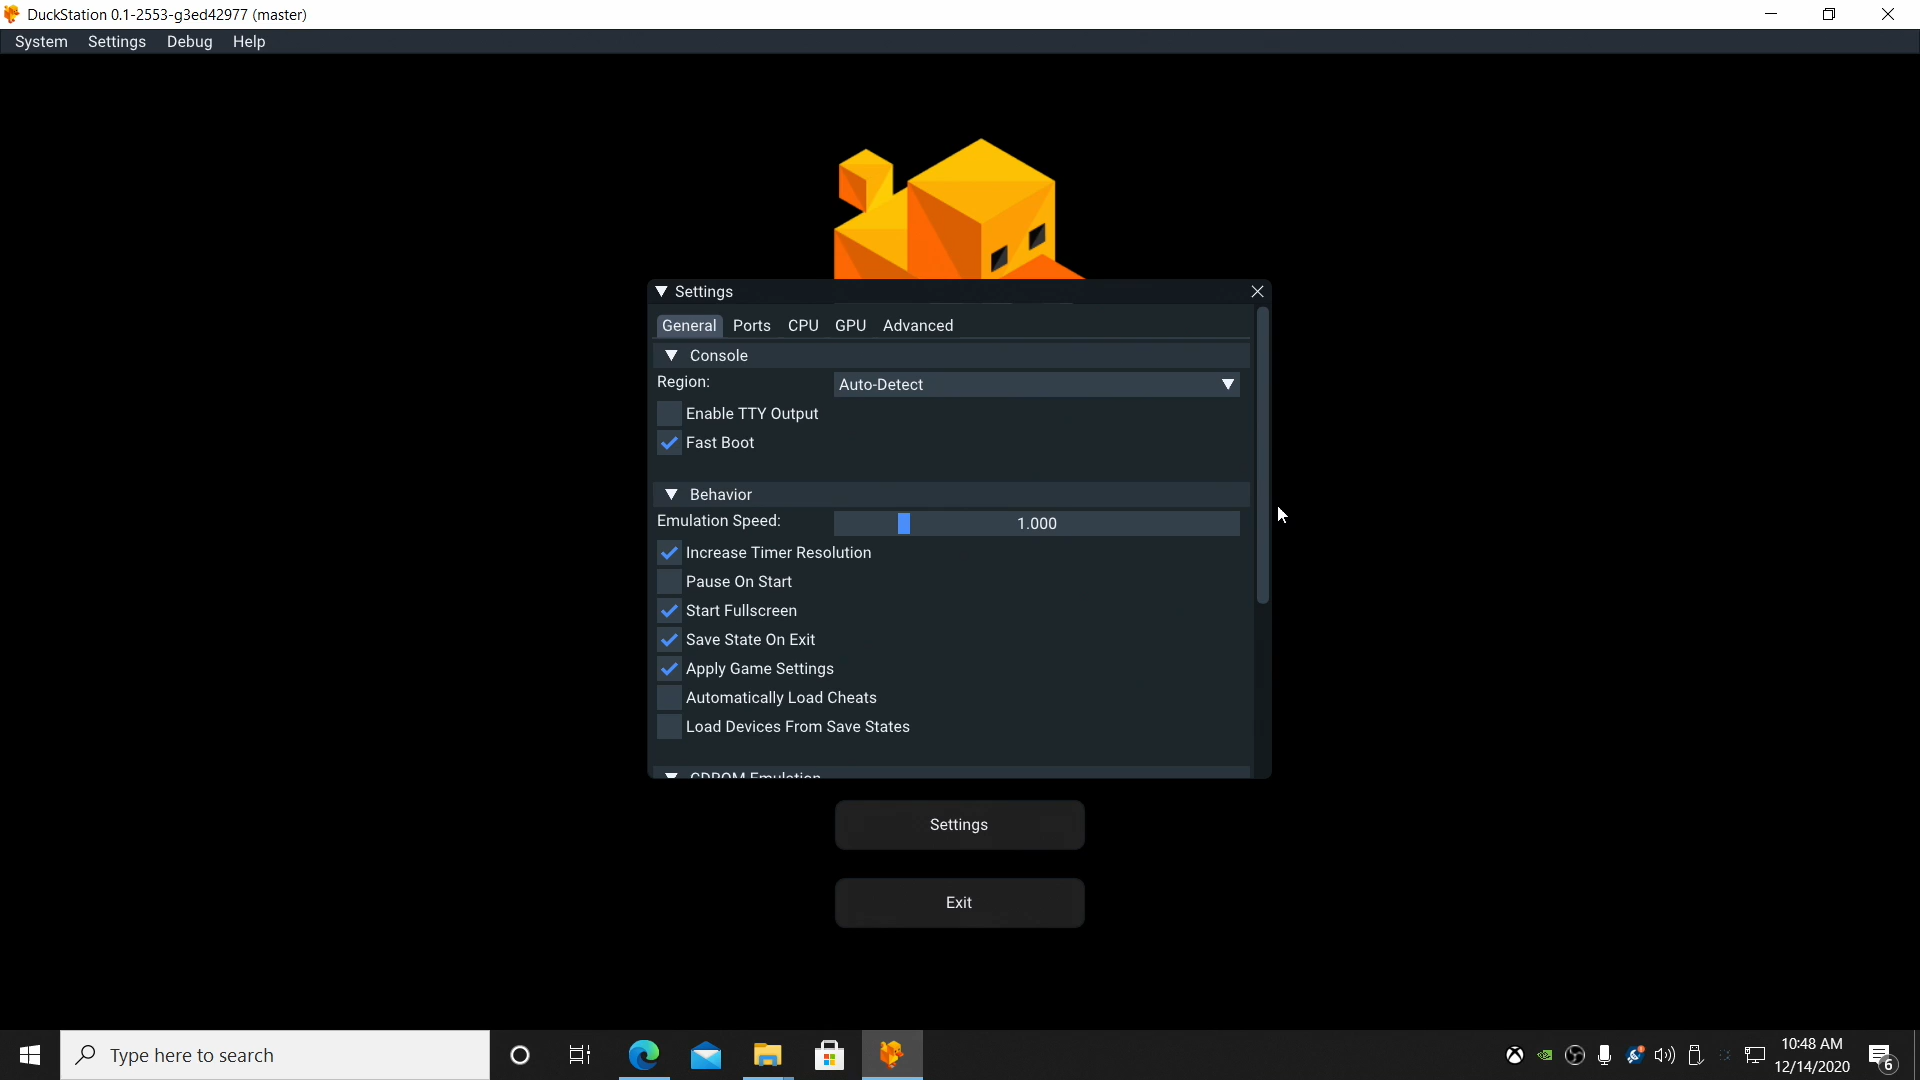 DuckStation 0.1-2553-g3ed42977 (master)
System Settings Debug Help
Settings
General Ports CPU GPU Advanced
Console
Region: Auto-Detect
Enable TTY Output
Fast Boot
Behavior
Emulation Speed: 1.000
Increase Timer Resolution
Pause On Start
Start Fullscreen
Save State On Exit
Apply Game Settings
Automatically Load Cheats
Load Devices From Save States
CDROM Emulation
Settings
Exit
Type here to search
10:48 AM
12/14/2020
6